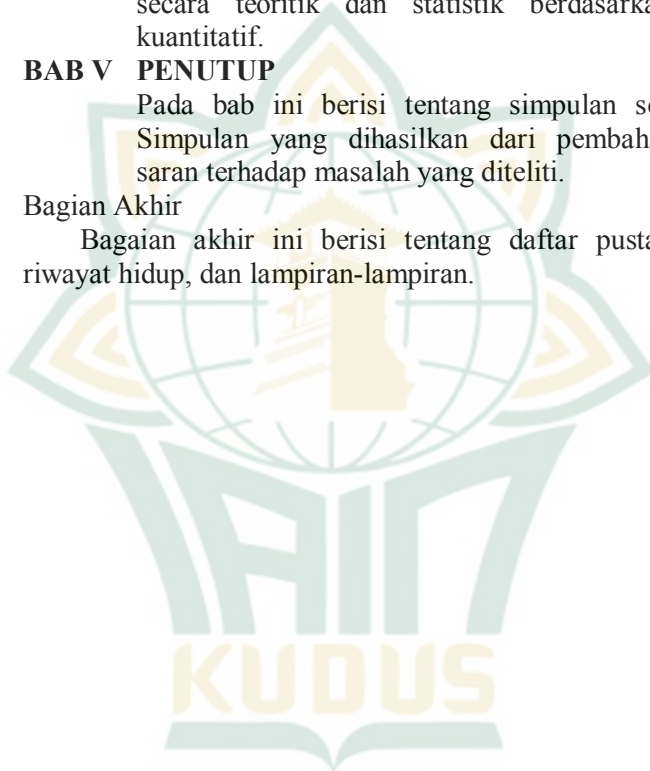 secara teoritik dan statistik berdasarka
kuantitatif.
BAB V PENUTUP
Pada bab ini berisi tentang simpulan se
Simpulan yang dihasilkan dari pembah
saran terhadap masalah yang diteliti.
Bagian Akhir
Bagaian akhir ini berisi tentang daftar pusta
riwayat hidup, dan lampiran-lampiran.
IAIN
KUDUS